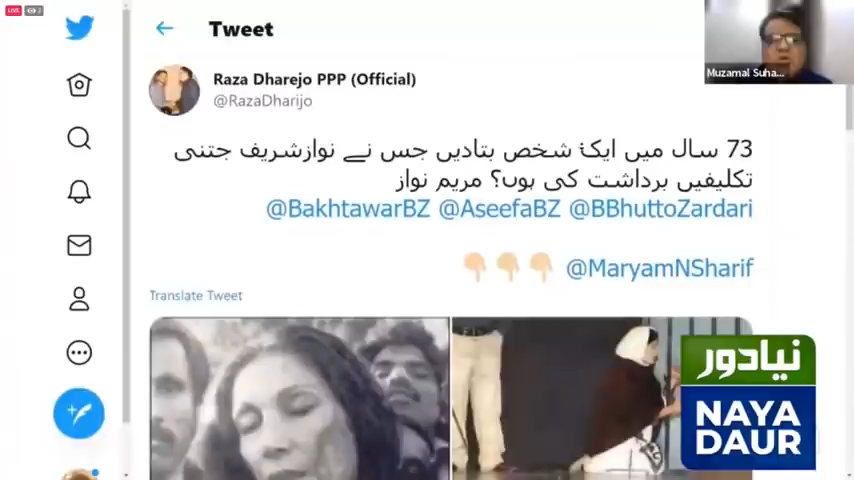 LIVE
Tweet
Muzamal Suha...
Raza Dharejo PPP (Official)
@RazaDharijo
73 سال میں ایک شخص بتادیں جس نے نوازشریف جتنی
تکلیفیں برداشت کی ہوں؟ مریم نواز
@BakhtawarBZ @AseefaBZ @BBhuttoZardari
👇🏻👇🏻👇🏻 @MaryamNSharif
Translate Tweet
نیادور
NAYA
DAUR